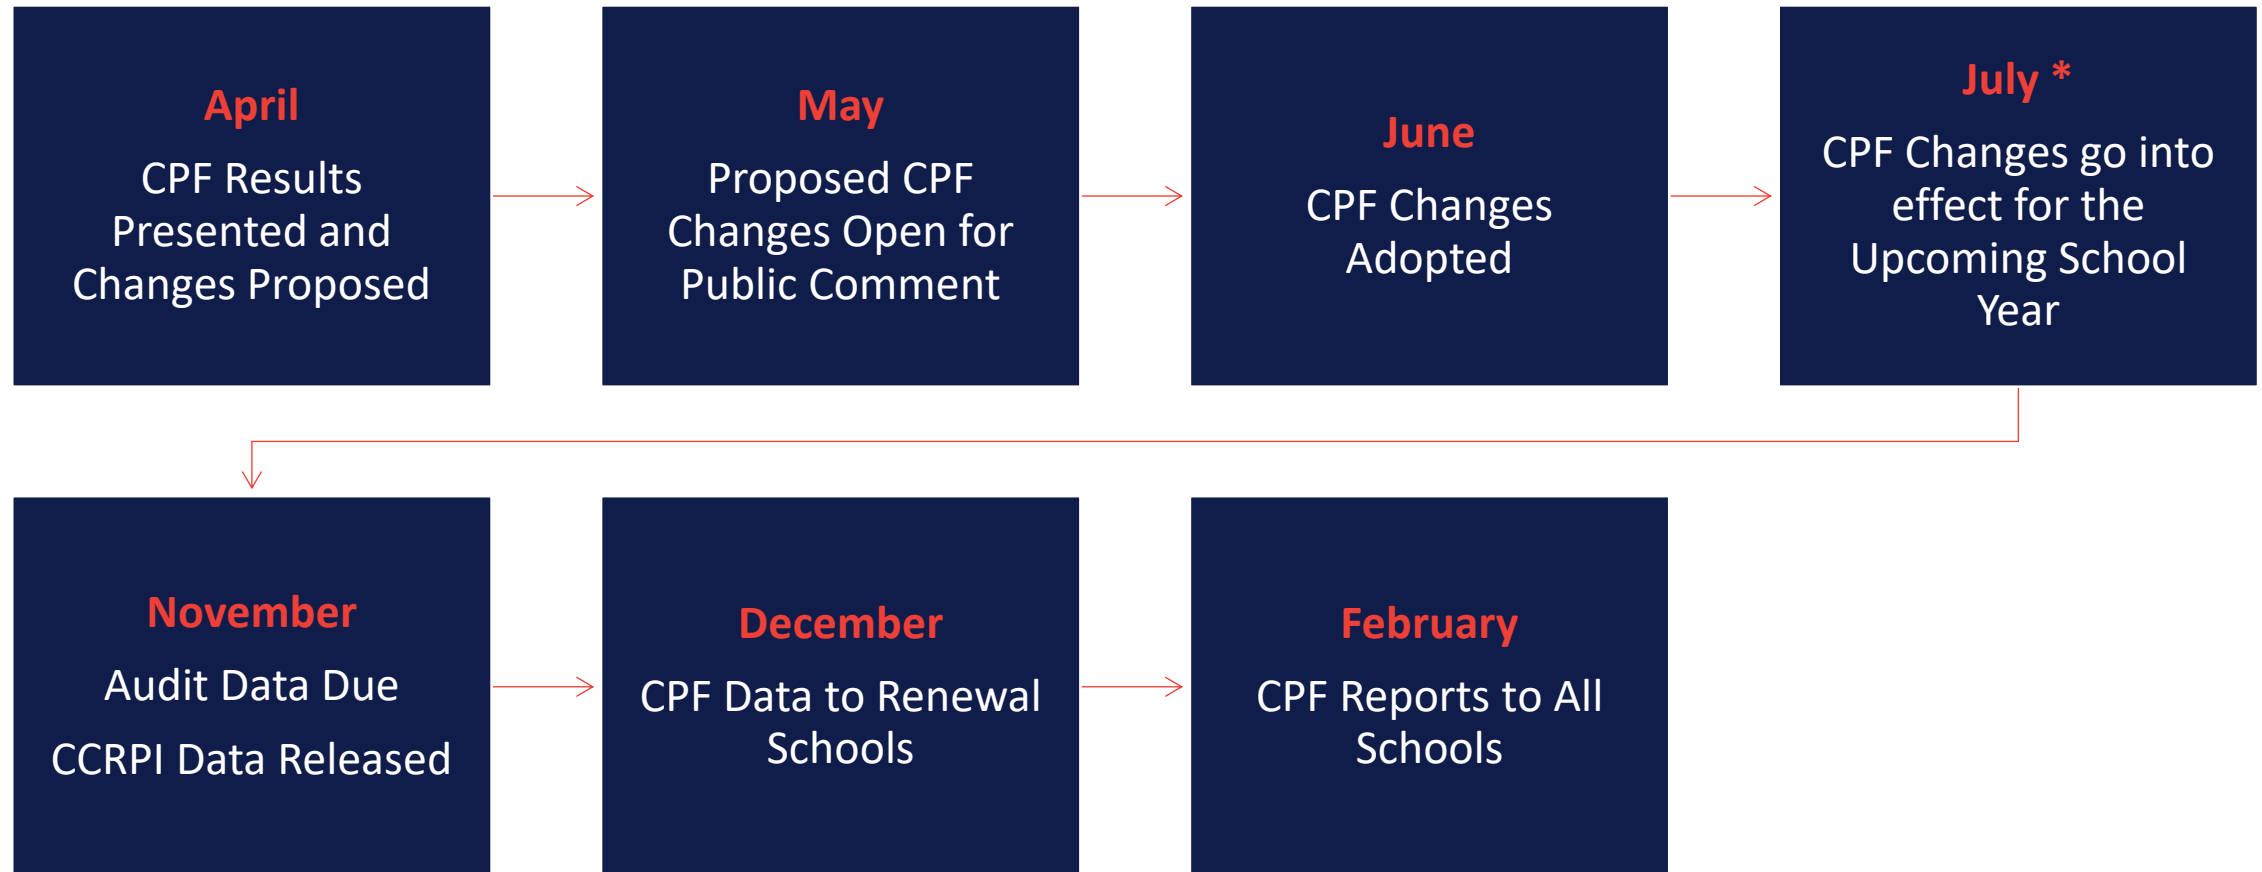 April
CPF Results
Presented and
Changes Proposed
May
Proposed CPF
Changes Open for
Public Comment
June
CPF Changes
Adopted
July *
CPF Changes go into
effect for the
Upcoming School
Year
November
Audit Data Due
CCRPI Data Released
December
CPF Data to Renewal
Schools
February
CPF Reports to All
Schools